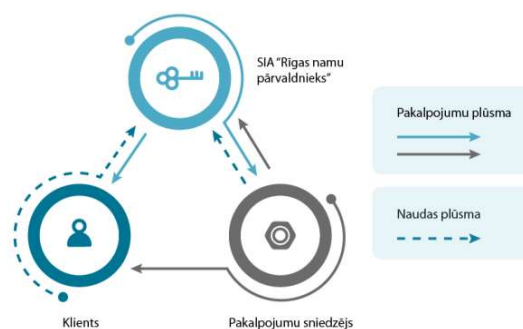 SIA “Rīgas namu
pārvaldnieks”
Pakalpojumu plūsma
Naudas plūsma
Klients
Pakalpojumu sniedzējs